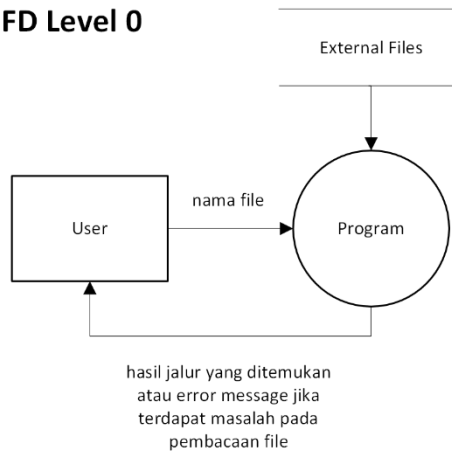 FD Level 0
External Files
nama file
User
Program
hasil jalur yang ditemukan
atau error message jika
terdapat masalah pada
pembacaan file